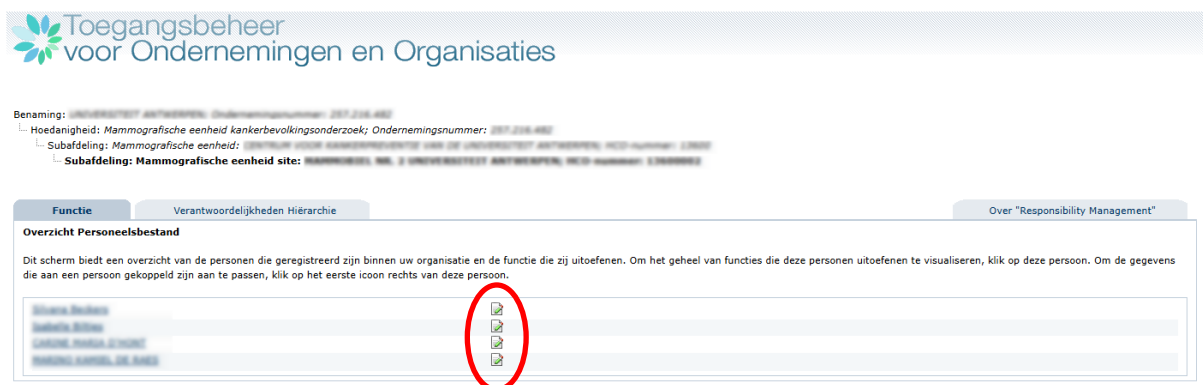 Toegangsbeheer
voor Ondernemingen en Organisaties
Benaming:
Hoedanigheid: Mammografische eenheid kankerbevolkingsonderzoek; Ondernemingsnummer:
Subafdeling: Mammografische eenheid:
Subafdeling: Mammografische eenheid site:
Functie Verantwoordelijkheden Hiërarchie Over "Responsibility Management"
Overzicht Personeelsbestand
Dit scherm biedt een overzicht van de personen die geregistreerd zijn binnen uw organisatie en de functie die zij uitoefenen. Om het geheel van functies die deze personen uitoefenen te visualiseren, klik op deze persoon. Om de gegevens
die aan een persoon gekoppeld zijn aan te passen, klik op het eerste icoon rechts van deze persoon.